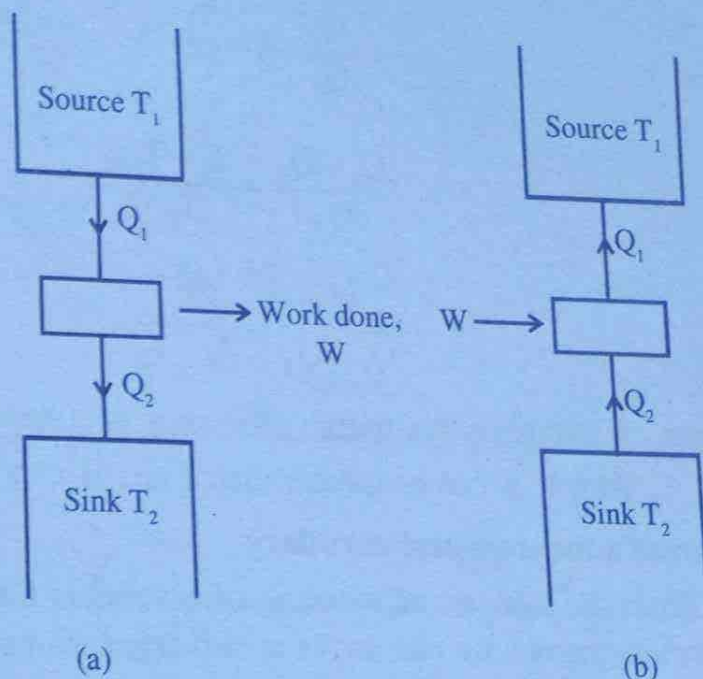 Source T₁
Q₁
Work done,
W
Q₂
Sink T₂
(a)
Source T₁
Q₁
W
Q₂
Sink T₂
(b)